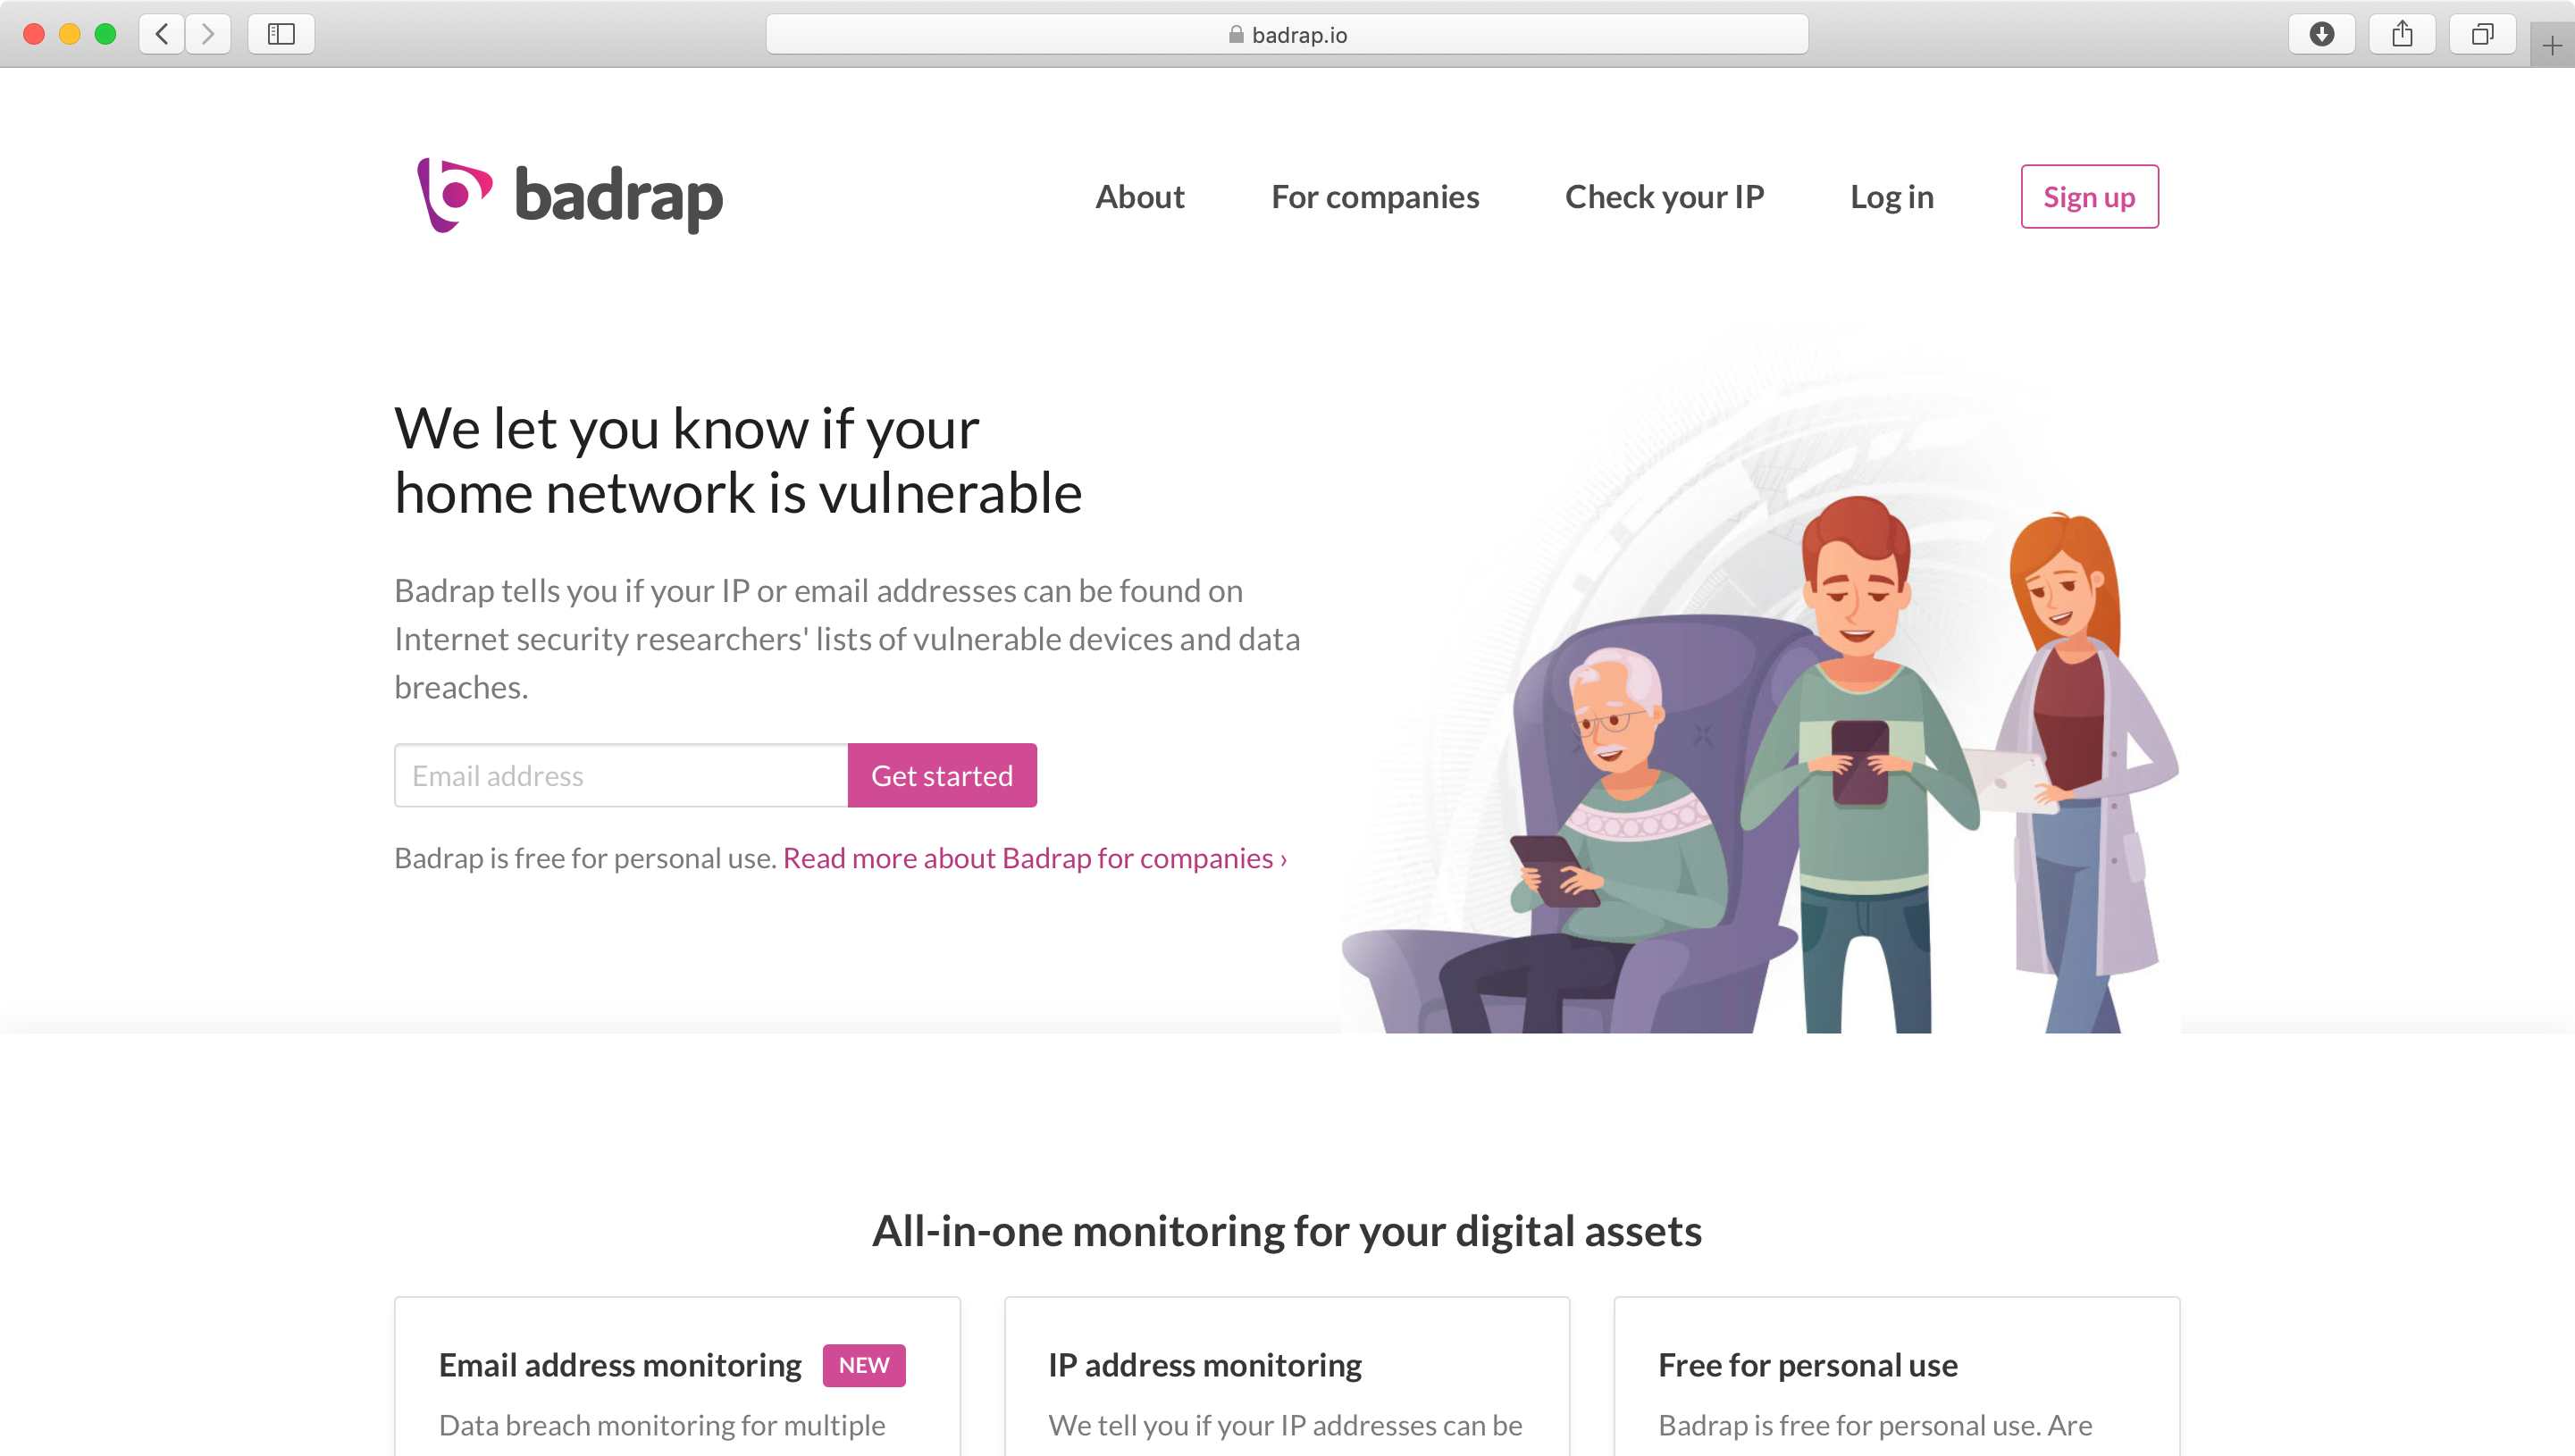 badrap.io
badrap
About
For companies
Check your IP
Log in
Sign up
We let you know if your
home network is vulnerable
Badrap tells you if your IP or email addresses can be found on
Internet security researchers' lists of vulnerable devices and data
breaches.
Email address
Get started
Badrap is free for personal use. Read more about Badrap for companies ›
All-in-one monitoring for your digital assets
Email address monitoring NEW
Data breach monitoring for multiple
IP address monitoring
We tell you if your IP addresses can be
Free for personal use
Badrap is free for personal use. Are